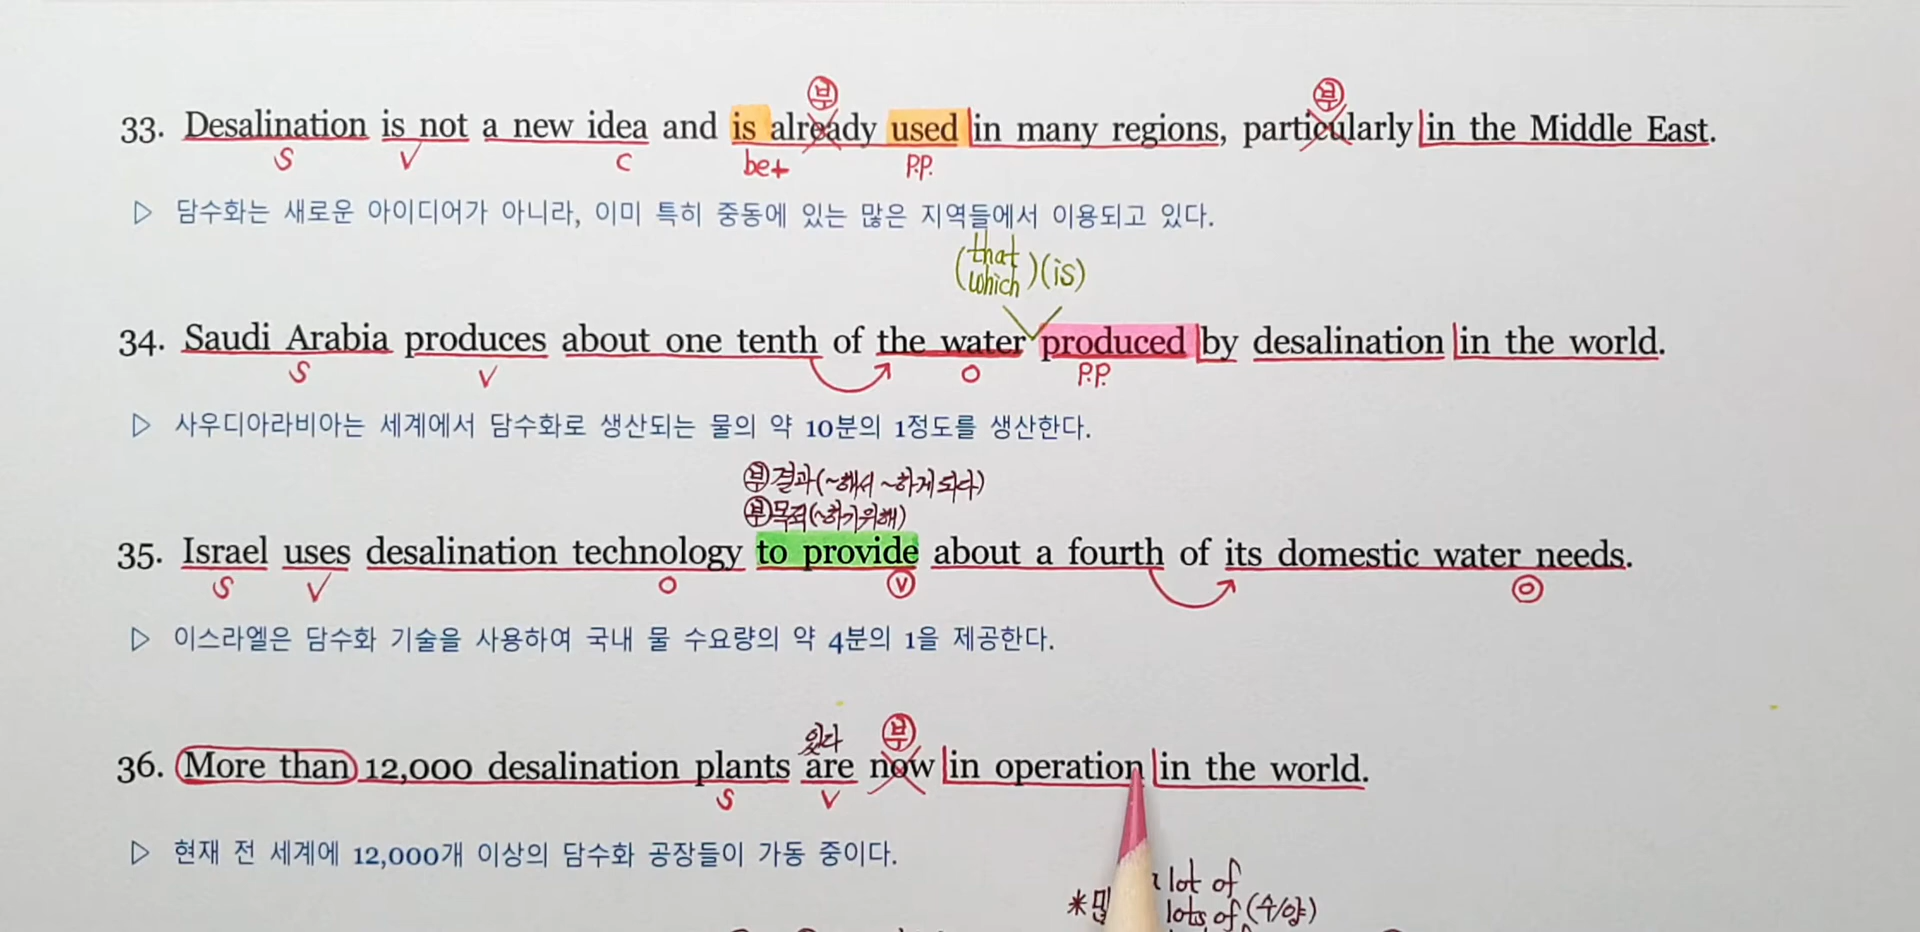 부 부
33. Desalination is not a new idea and is already used in many regions, particularly in the Middle East.
S V C be+ P.P.
▷ 담수화는 새로운 아이디어가 아니라, 이미 특히 중동에 있는 많은 지역들에서 이용되고 있다.
(that
which) (is)
34. Saudi Arabia produces about one tenth of the water produced by desalination in the world.
S V O P.P.
▷ 사우디아라비아는 세계에서 담수화로 생산되는 물의 약 10분의 1정도를 생산한다.
부 결과(~해서 ~하게 되다)
부 목적(~하기 위해)
35. Israel uses desalination technology to provide about a fourth of its domestic water needs.
S V O V O
▷ 이스라엘은 담수화 기술을 사용하여 국내 물 수요량의 약 4분의 1을 제공한다.
있다 부
36. More than 12,000 desalination plants are now in operation in the world.
S V
▷ 현재 전 세계에 12,000개 이상의 담수화 공장들이 가동 중이다.
lot of
* lots of (수/양)